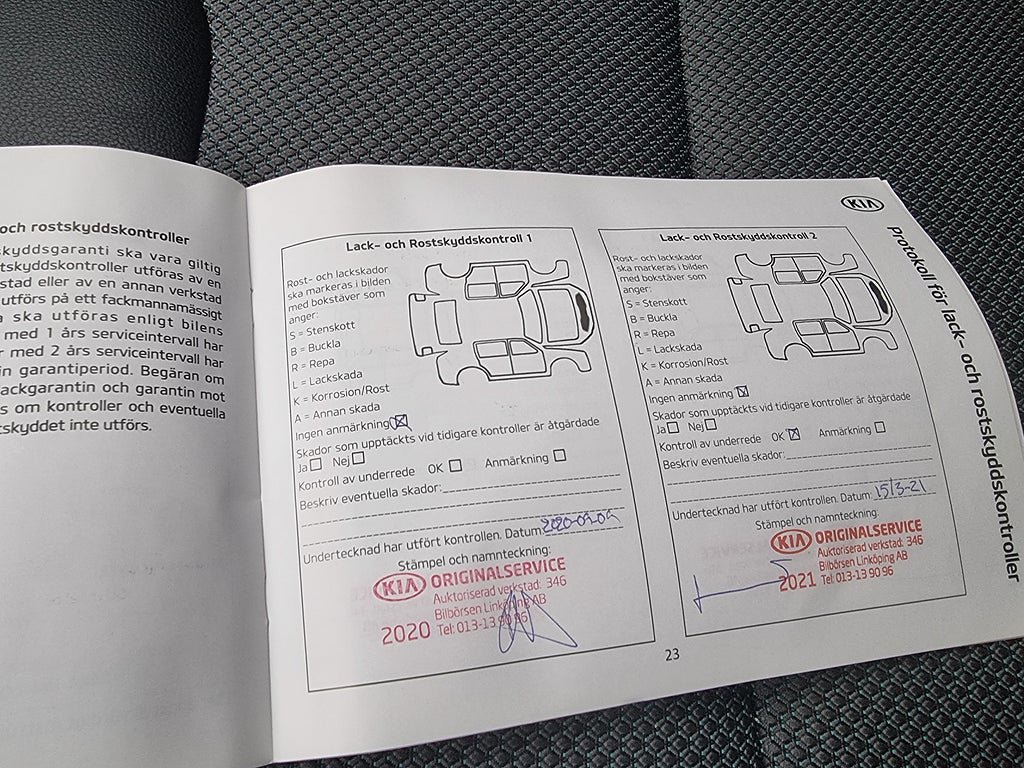 och rostskyddskontroller
kyddsgaranti ska vara giltig
tskyddskontroller utföras av en
stad eller av en annan verkstad
utförs på ett fackmannamässigt
ska utföras enligt bilens
med 1 års serviceintervall har
med 2 års serviceintervall har
in garantiperiod. Begäran om
lackgarantin och garantin mot
s om kontroller och eventuella
tskyddet inte utförs.
Lack- och Rostskyddskontroll 1
Rost- och lackskador
ska markeras i bilden
med bokstäver som
anger:
S = Stenskott
B = Buckla
R = Repa
L = Lackskada
K = Korrosion/Rost
A = Annan skada
Ingen anmärkning
Skador som upptäckts vid tidigare kontroller är åtgärdade
Ja Nej
Kontroll av underrede OK Anmärkning
Beskriv eventuella skador:
Undertecknad har utfört kontrollen. Datum:
Stämpel och namnteckning:
KIA ORIGINALSERVICE
Auktoriserad verkstad: 346
Bilbörsen Linköping AB
2020 Tel: 013-13 90 96
Lack- och Rostskyddskontroll 2
Rost- och lackskador
ska markeras i bilden
med bokstäver som
anger:
S = Stenskott
B = Buckla
R = Repa
L = Lackskada
K = Korrosion/Rost
A = Annan skada
Ingen anmärkning
Skador som upptäckts vid tidigare kontroller är åtgärdade
Ja Nej
Kontroll av underrede OK Anmärkning
Beskriv eventuella skador:
Undertecknad har utfört kontrollen. Datum: 15/3-21
Stämpel och namnteckning:
KIA ORIGINALSERVICE
Auktoriserad verkstad: 346
Bilbörsen Linköping AB
2021 Tel 013-13 90 96
KIA
Protokoll för lack- och rostskyddskontroller
23